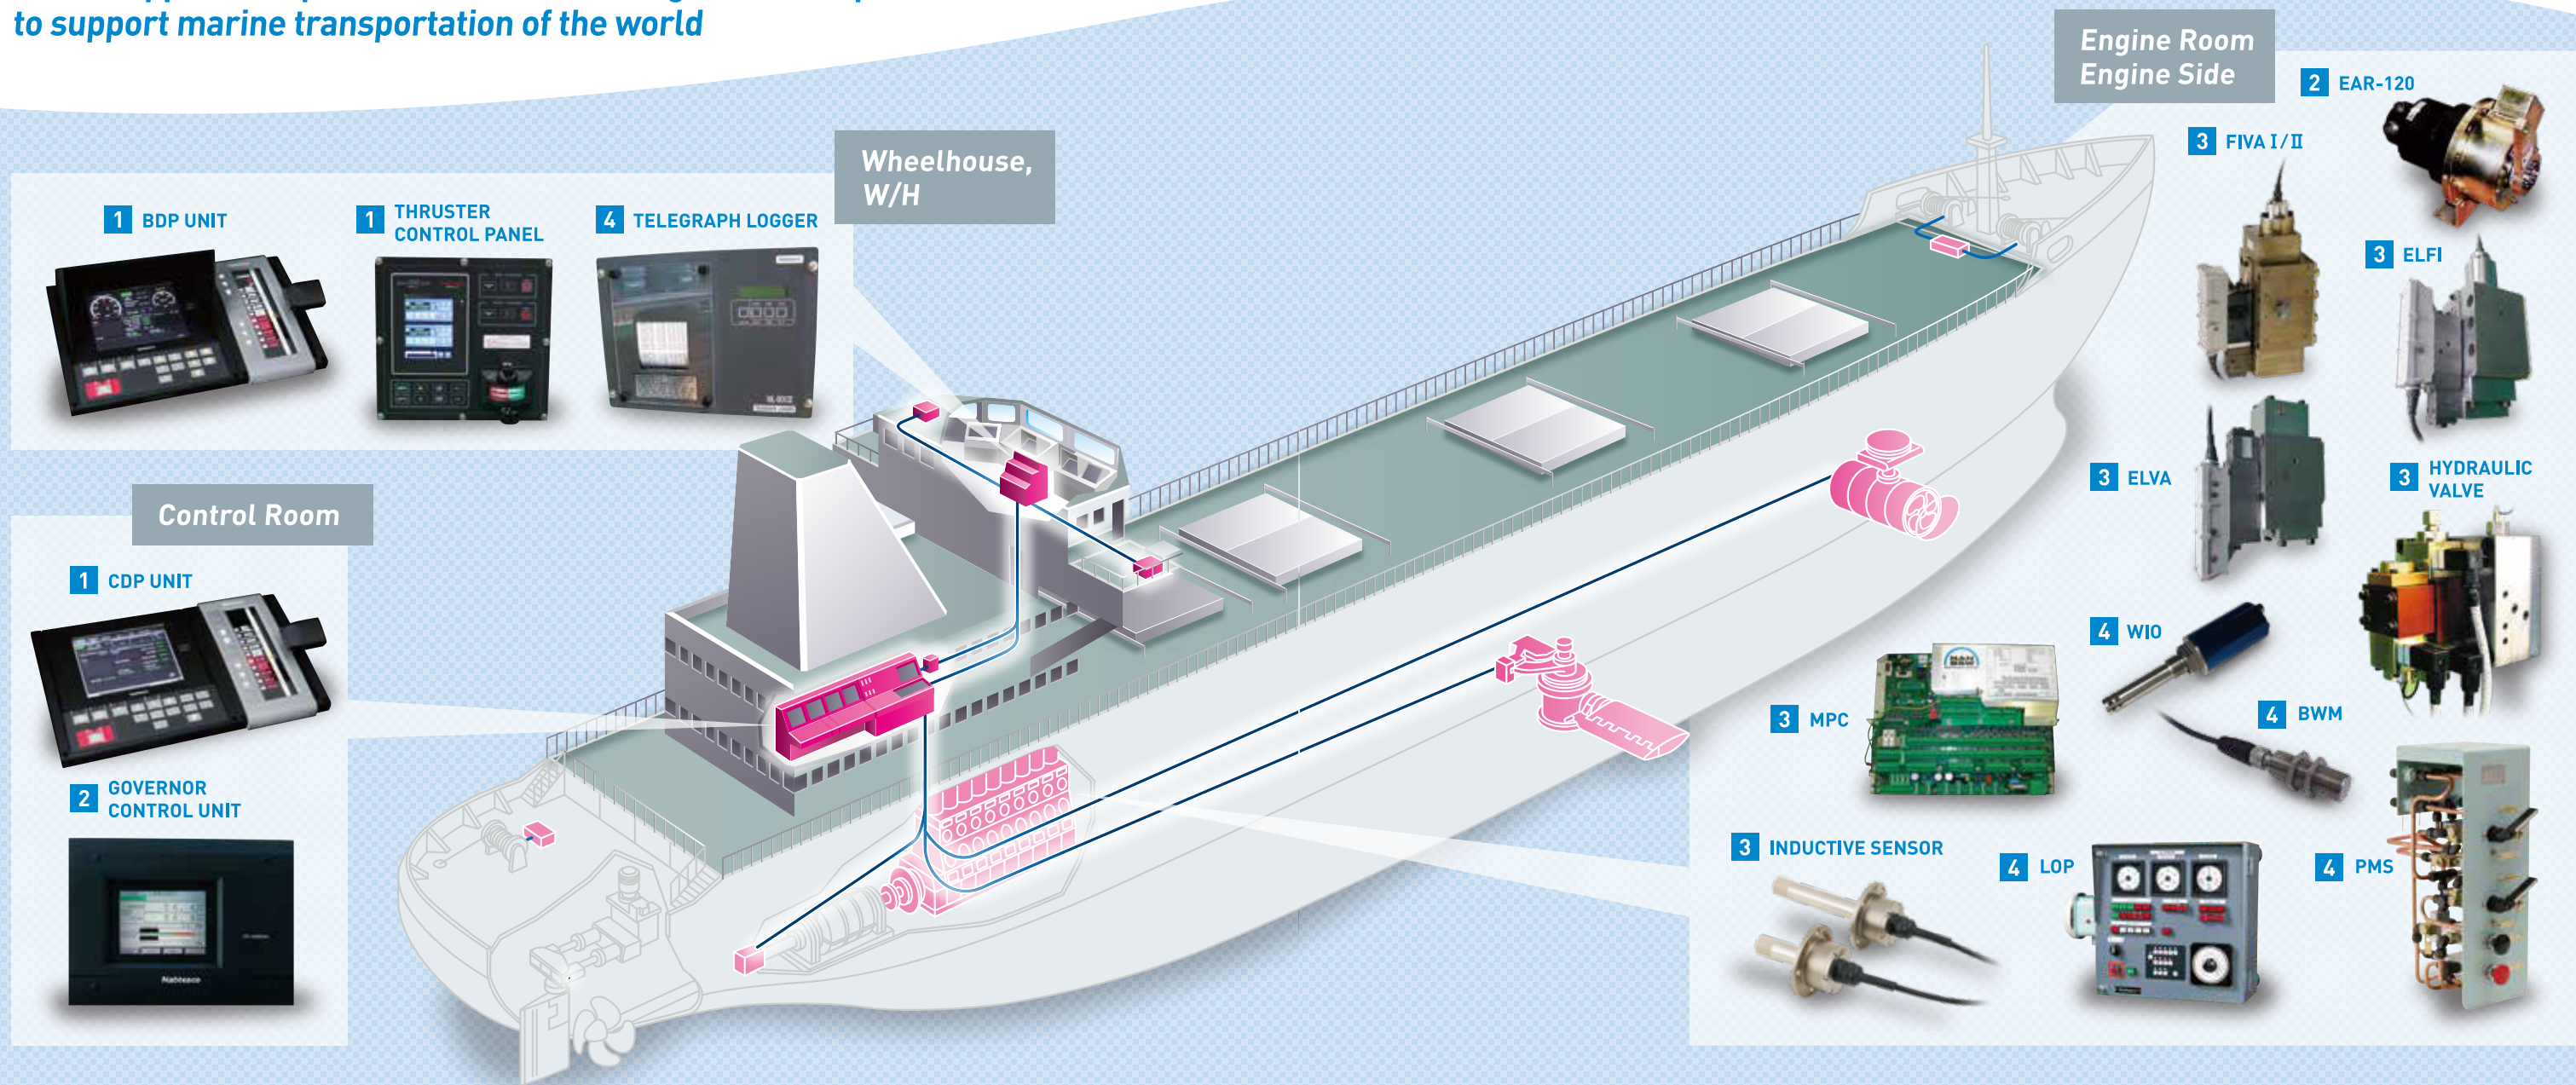 to support marine transportation of the world
Engine Room
Engine Side
2 EAR-120
3 FIVA I/II
Wheelhouse,
W/H
1 BDP UNIT
1 THRUSTER
CONTROL PANEL
4 TELEGRAPH LOGGER
3 ELFI
3 ELVA
3 HYDRAULIC
VALVE
Control Room
1 CDP UNIT
4 WIO
3 MPC
4 BWM
2 GOVERNOR
CONTROL UNIT
3 INDUCTIVE SENSOR
4 LOP
4 PMS
Nabtesco